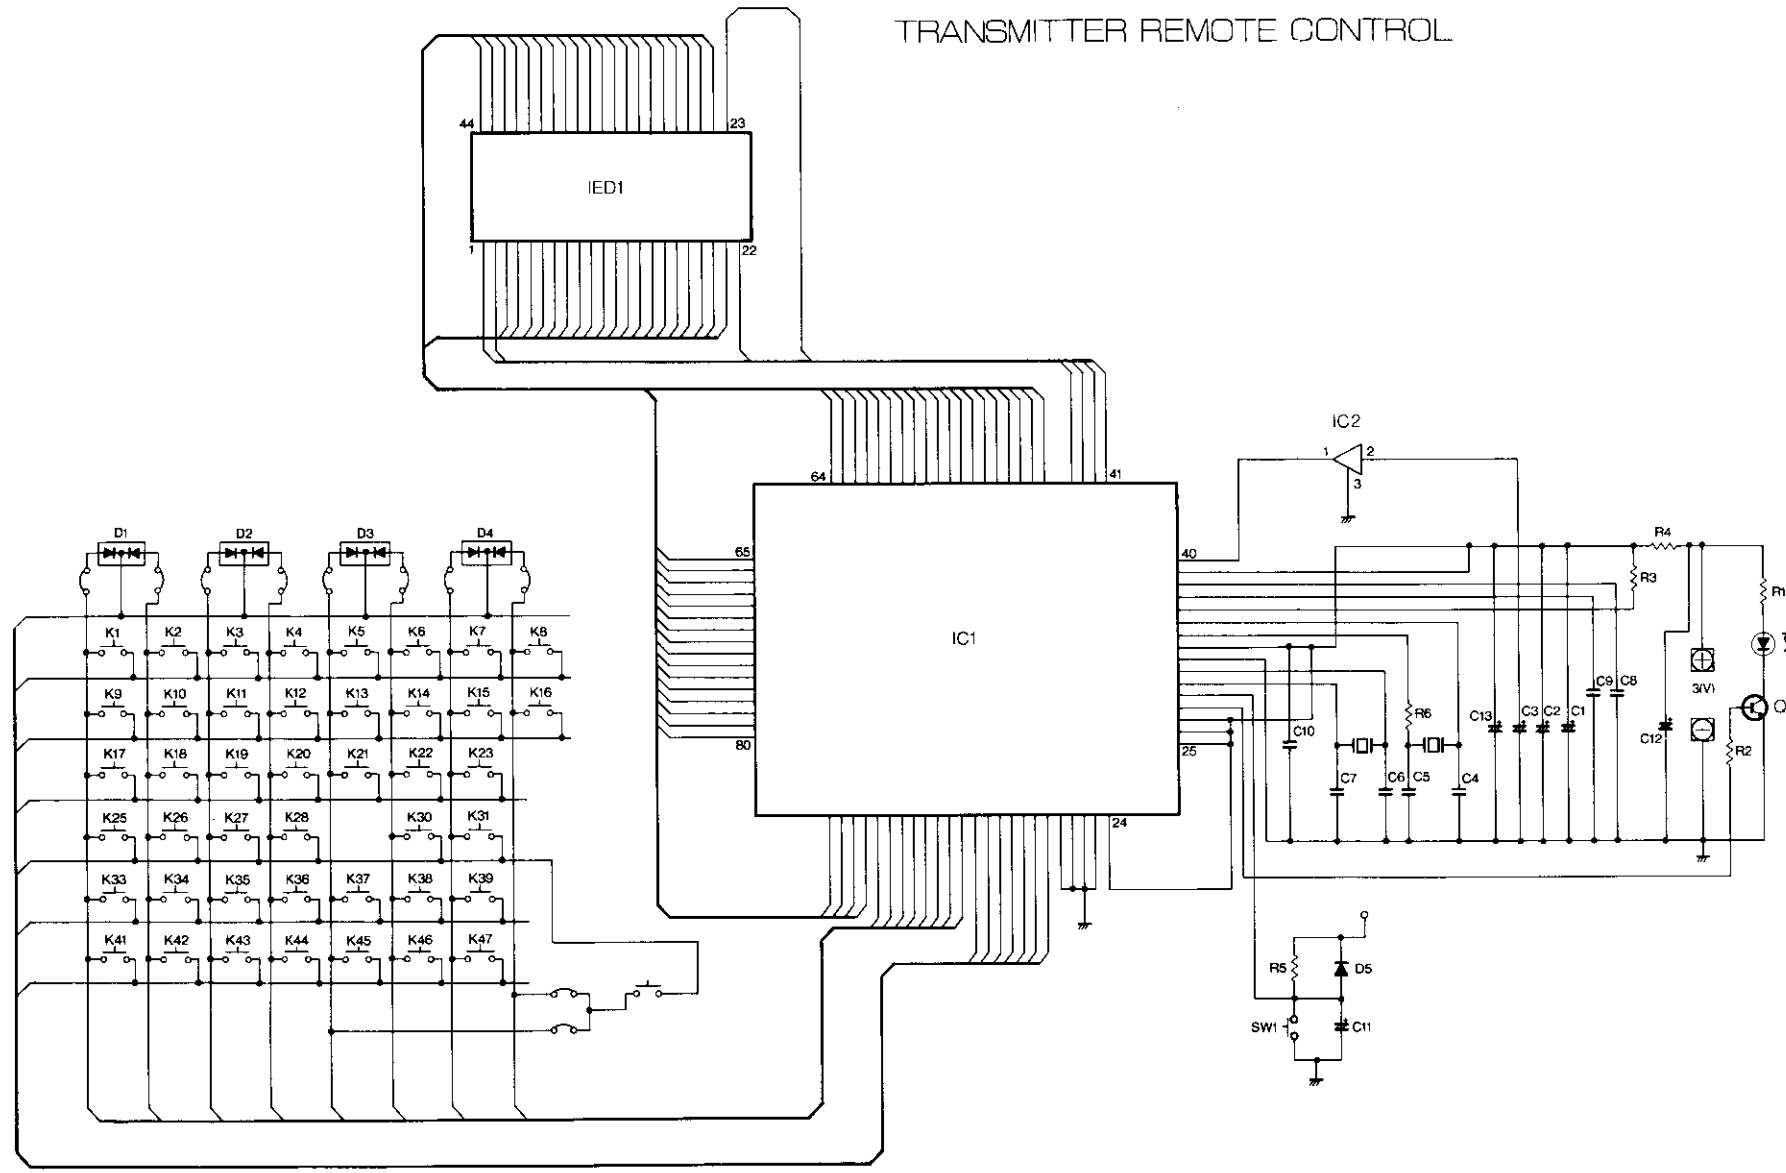 TRANSMITTER REMOTE CONTROL
44 23
IED1
1 22
IC2
1 2
3
64 41
65 40
IC1
80 25
24
D1 D2 D3 D4
K1 K2 K3 K4 K5 K6 K7 K8
K9 K10 K11 K12 K13 K14 K15 K16
K17 K18 K19 K20 K21 K22 K23
K25 K26 K27 K28 K30 K31
K33 K34 K35 K36 K37 K38 K39
K41 K42 K43 K44 K45 K46 K47
R4
R3 R1
3(V)
C9 C8
R6 C13 C3 C2 C1 Q
C10 C12 R2
C7 C6 C5 C4
R5 D5
SW1 C11